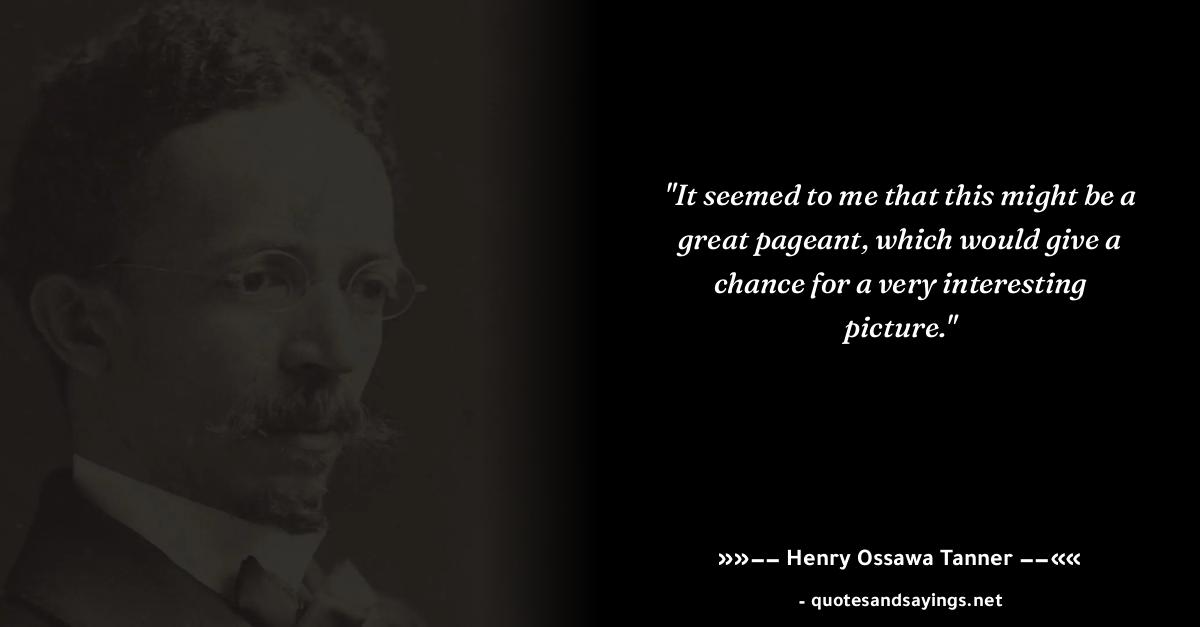 "It seemed to me that this might be a
great pageant, which would give a
chance for a very interesting
picture."
»»−− Henry Ossawa Tanner −−««
- quotesandsayings.net